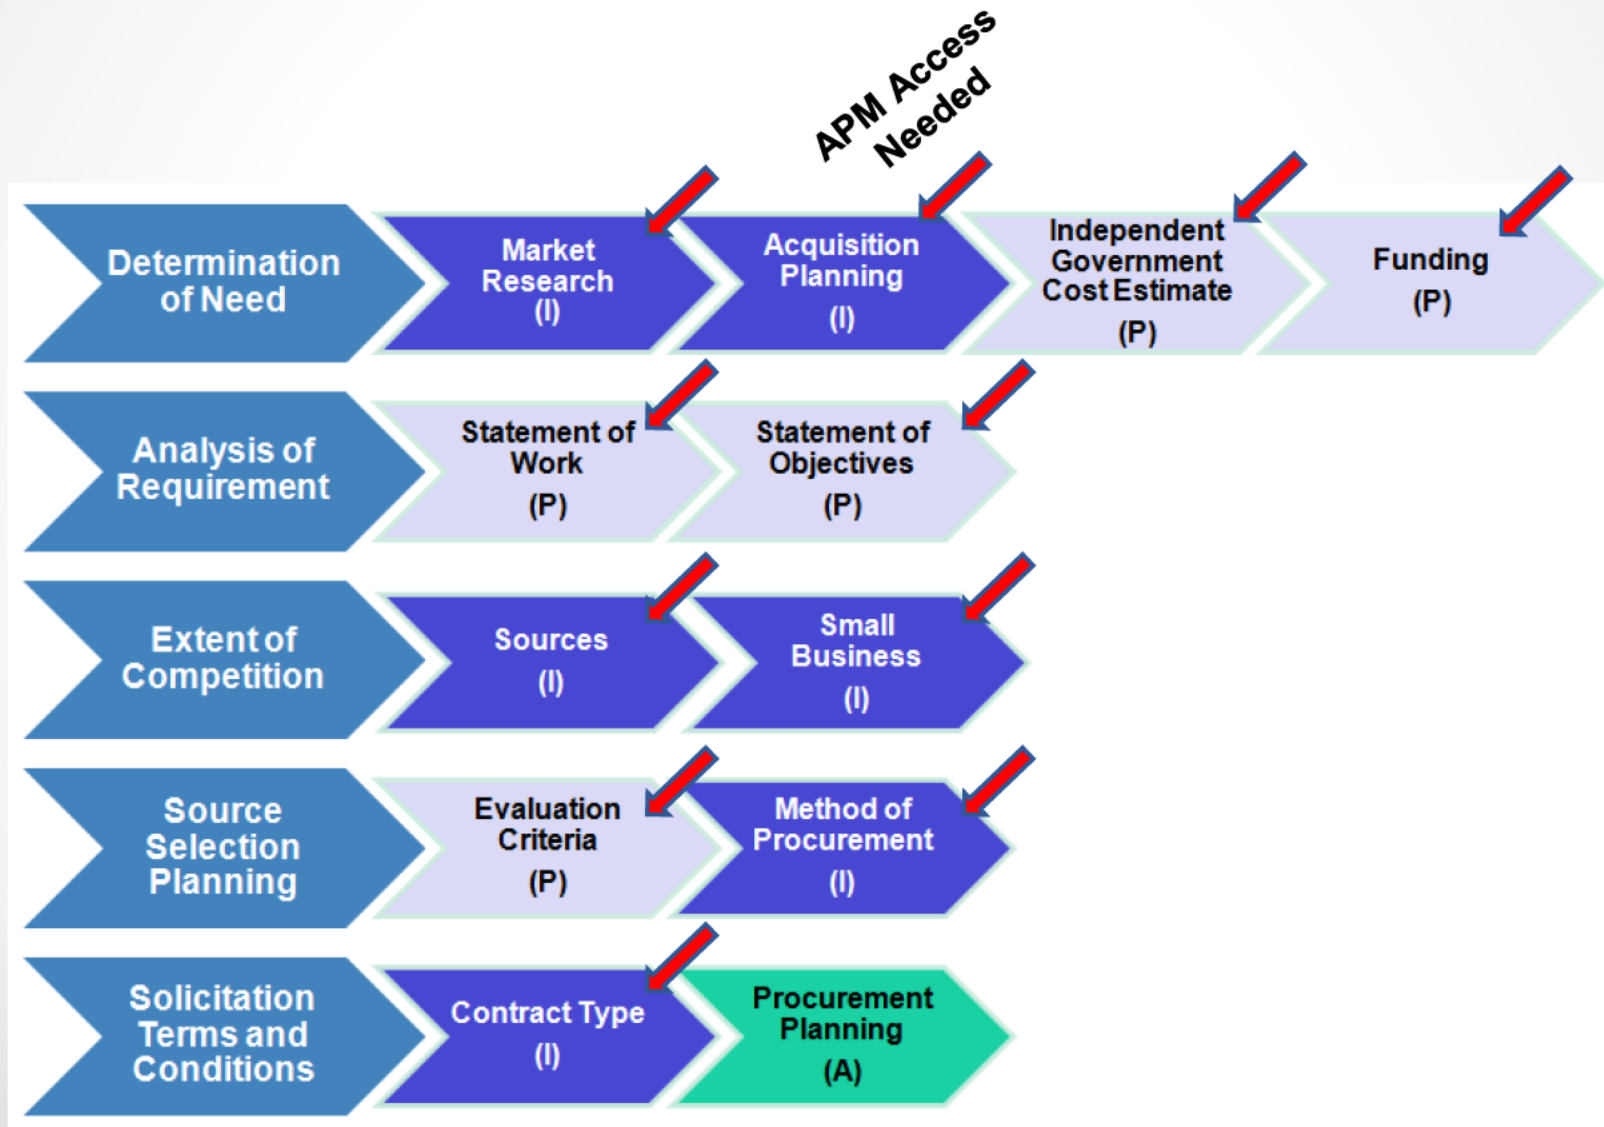 APM Access
Needed
Determination
of Need
Market
Research
(I)
Acquisition
Planning
(I)
Independent
Government
Cost Estimate
(P)
Funding
(P)
Analysis of
Requirement
Statement of
Work
(P)
Statement of
Objectives
(P)
Extent of
Competition
Sources
(I)
Small
Business
(I)
Source
Selection
Planning
Evaluation
Criteria
(P)
Method of
Procurement
(I)
Solicitation
Terms and
Conditions
Contract Type
(I)
Procurement
Planning
(A)